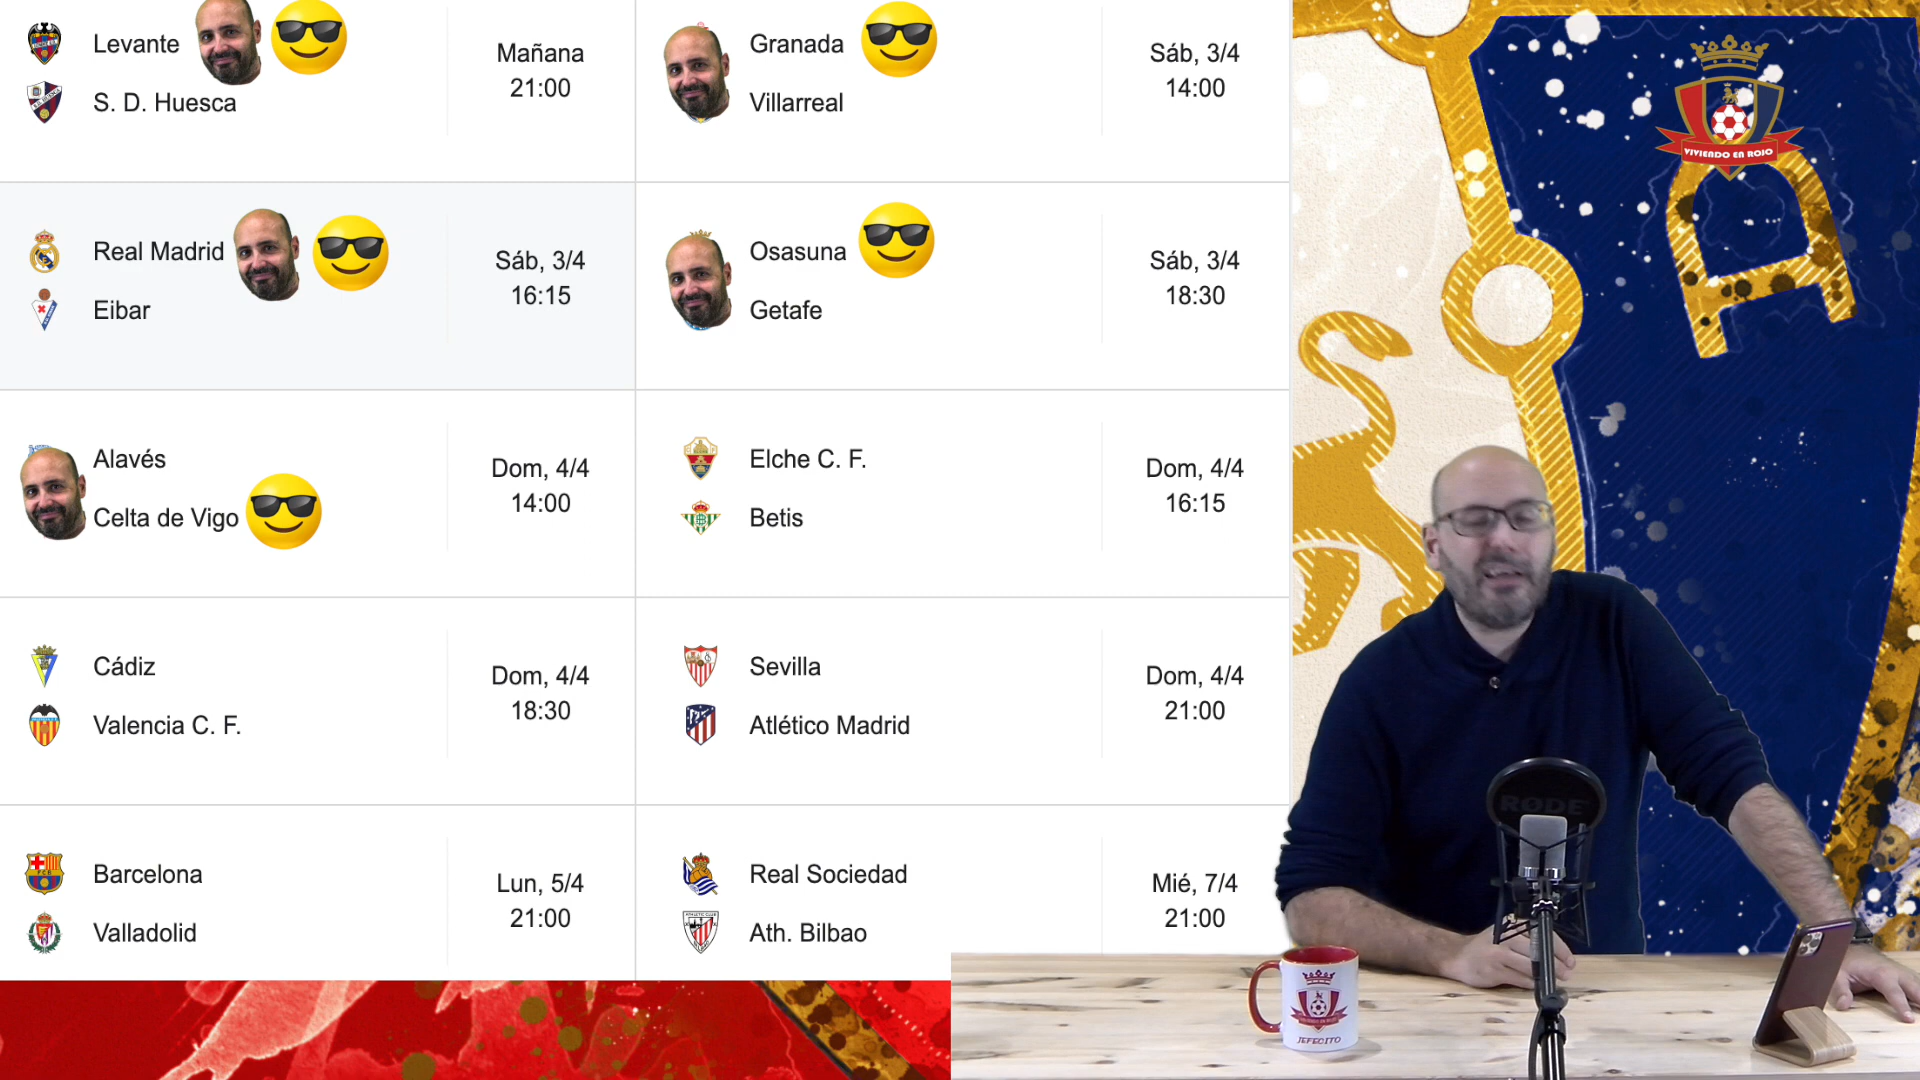 Levante
S. D. Huesca
Mañana
21:00
Granada
Villarreal
Sáb, 3/4
14:00
Real Madrid
Eibar
Sáb, 3/4
16:15
Osasuna
Getafe
Sáb, 3/4
18:30
Alavés
Celta de Vigo
Dom, 4/4
14:00
Elche C. F.
Betis
Dom, 4/4
16:15
Cádiz
Valencia C. F.
Dom, 4/4
18:30
Sevilla
Atlético Madrid
Dom, 4/4
21:00
Barcelona
Valladolid
Lun, 5/4
21:00
Real Sociedad
Ath. Bilbao
Mié, 7/4
21:00
VIVIENDO EN ROJO
RØDE
JEFECITO